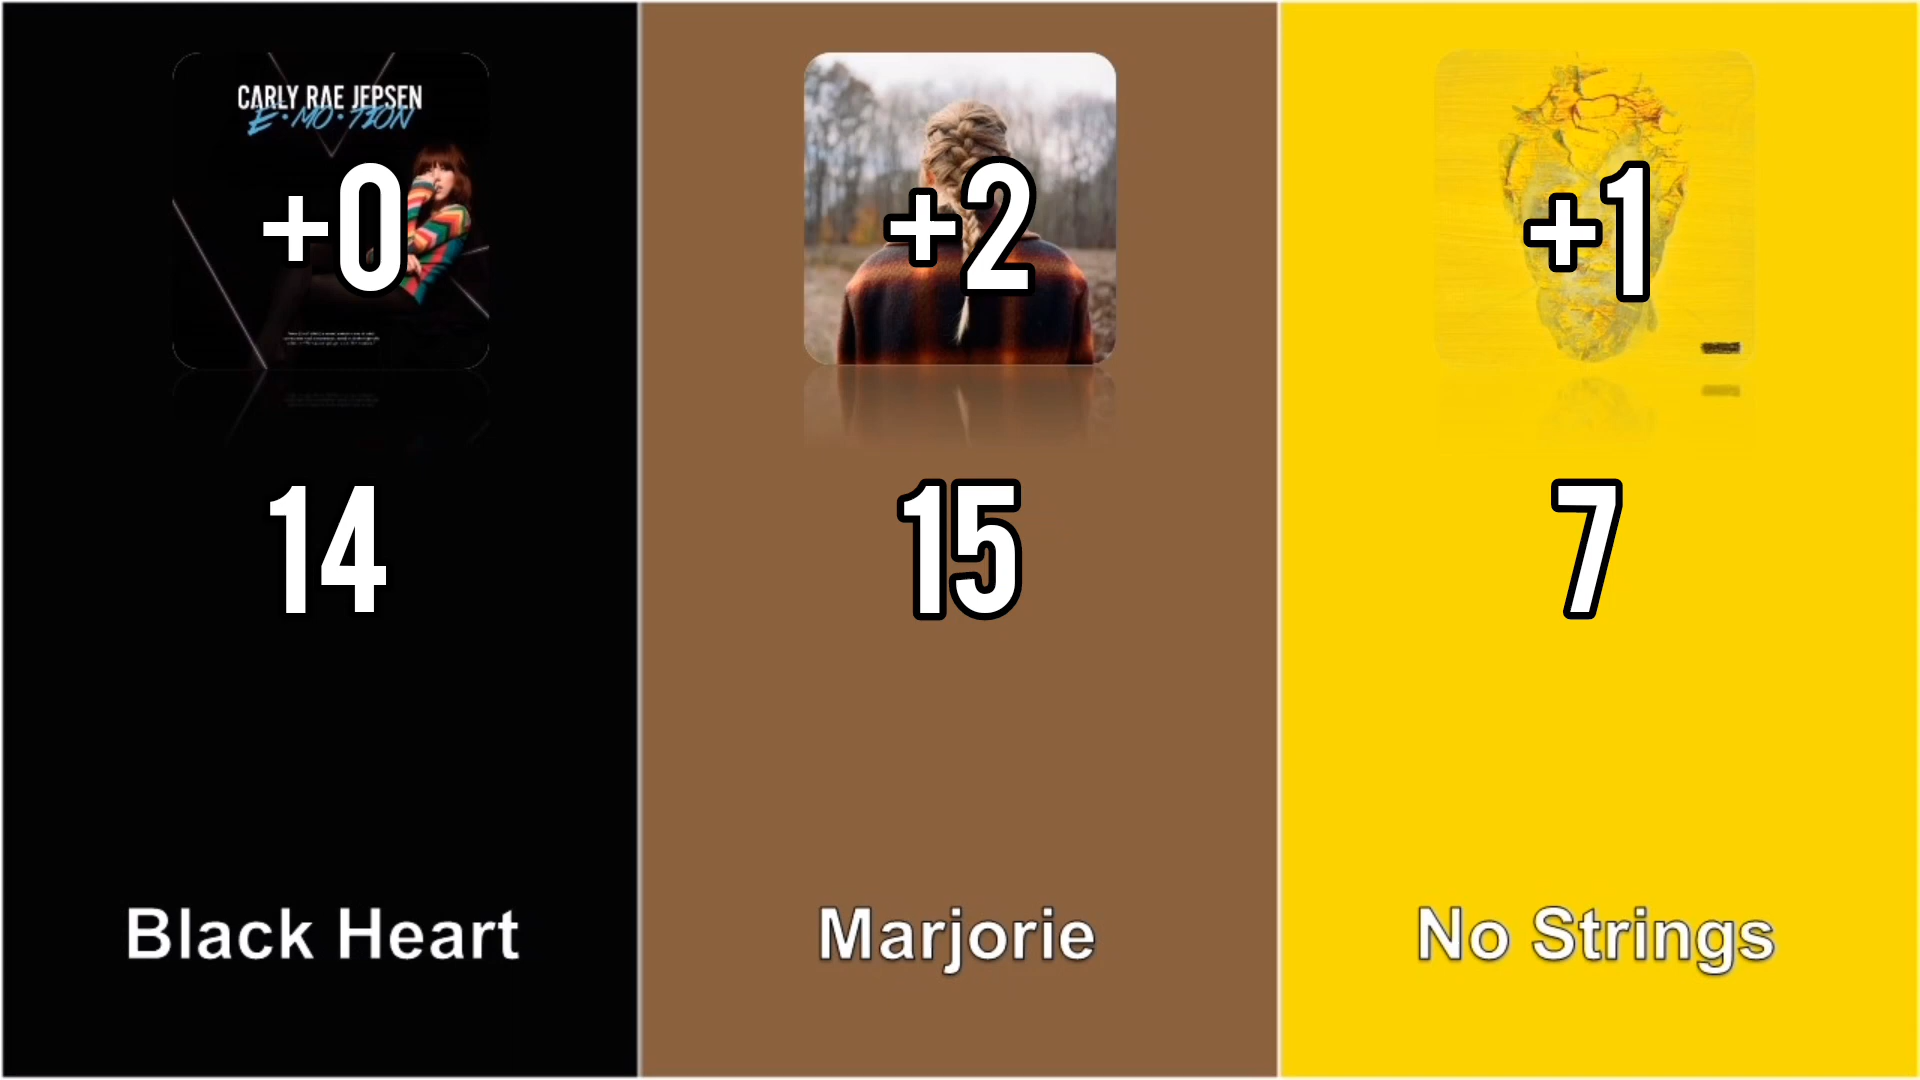 CARLY RAE JEPSEN
E•MO•TION
+0
14
Black Heart
+2
15
Marjorie
+1
7
No Strings